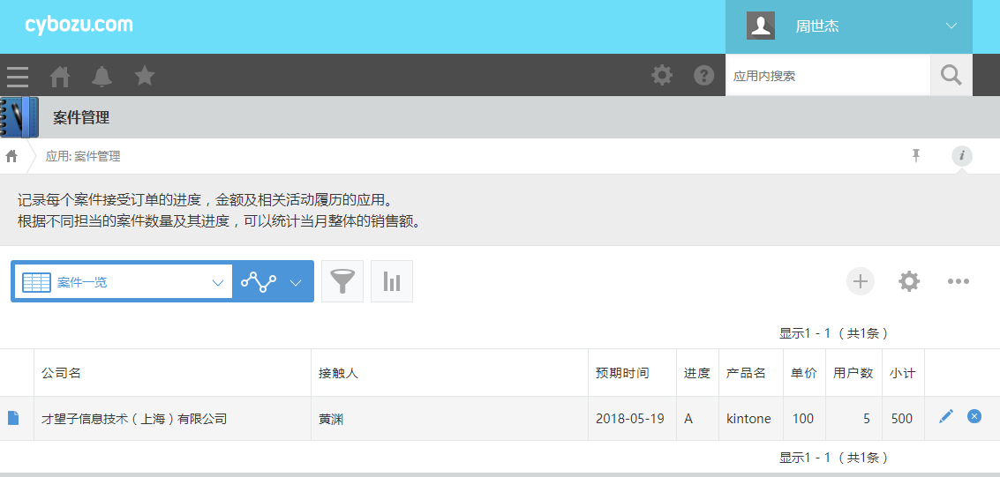 cybozu.com
周世杰
应用内搜索
案件管理
应用: 案件管理
i
记录每个案件接受订单的进度，金额及相关活动履历的应用。
根据不同担当的案件数量及其进度，可以统计当月整体的销售额。
案件一览
显示1 - 1 （共1条）
公司名 接触人 预期时间 进度 产品名 单价 用户数 小计
才望子信息技术（上海）有限公司 黄渊 2018-05-19 A kintone 100 5 500
显示1 - 1 （共1条）